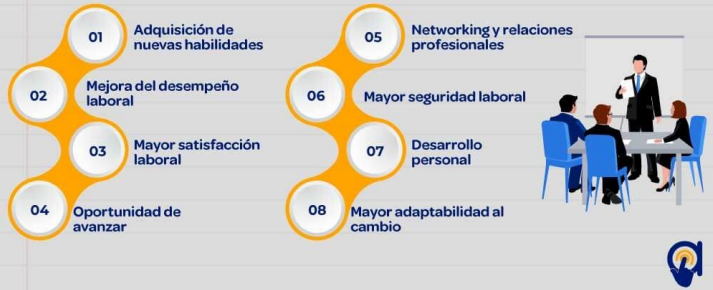 01
Adquisición de
nuevas habilidades
02
Mejora del desempeño
laboral
03
Mayor satisfacción
laboral
04
Oportunidad de
avanzar
05
Networking y relaciones
profesionales
06
Mayor seguridad laboral
07
Desarrollo
personal
08
Mayor adaptabilidad al
cambio